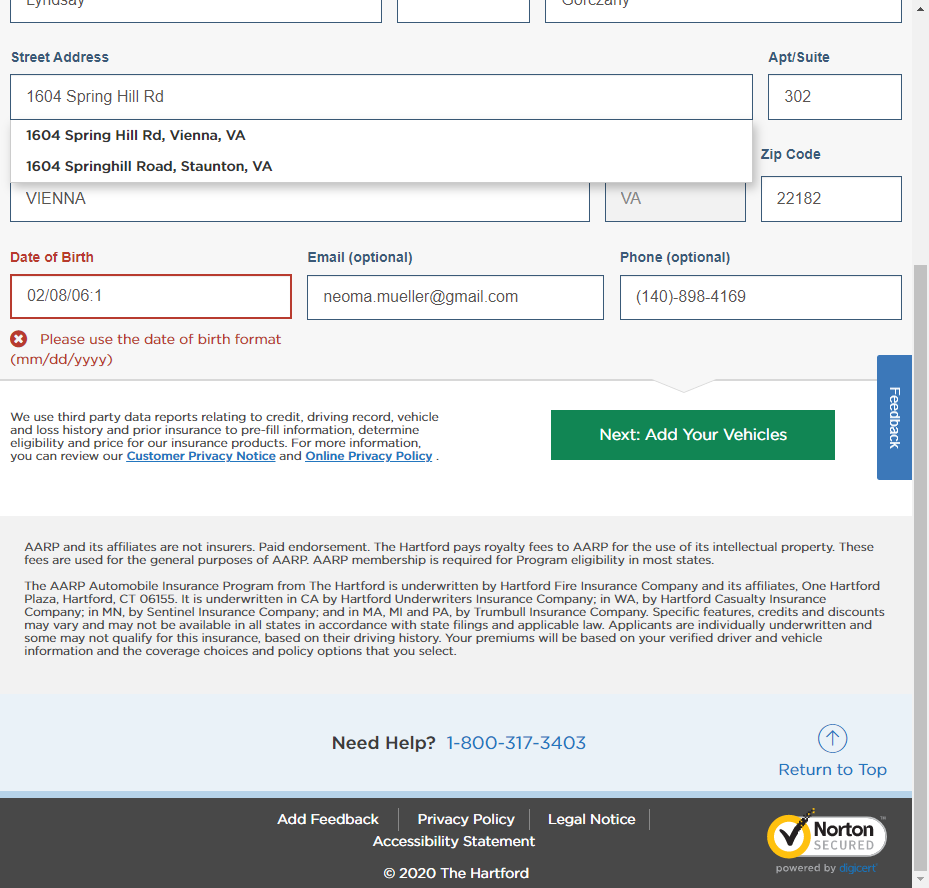 Lyndsay
Gorczany
Street Address
Apt/Suite
1604 Spring Hill Rd
302
1604 Spring Hill Rd, Vienna, VA
1604 Springhill Road, Staunton, VA
Zip Code
VIENNA
VA
22182
Date of Birth
Email (optional)
Phone (optional)
02/08/06:1
neoma.mueller@gmail.com
(140)-898-4169
Please use the date of birth format
(mm/dd/yyyy)
Feedback
We use third party data reports relating to credit, driving record, vehicle
and loss history and prior insurance to pre-fill information, determine
eligibility and price for our insurance products. For more information,
you can review our Customer Privacy Notice and Online Privacy Policy .
Next: Add Your Vehicles
AARP and its affiliates are not insurers. Paid endorsement. The Hartford pays royalty fees to AARP for the use of its intellectual property. These
fees are used for the general purposes of AARP. AARP membership is required for Program eligibility in most states.
The AARP Automobile Insurance Program from The Hartford is underwritten by Hartford Fire Insurance Company and its affiliates, One Hartford
Plaza, Hartford, CT 06155. It is underwritten in CA by Hartford Underwriters Insurance Company; in WA, by Hartford Casualty Insurance
Company; in MN, by Sentinel Insurance Company; and in MA, MI and PA, by Trumbull Insurance Company. Specific features, credits and discounts
may vary and may not be available in all states in accordance with state filings and applicable law. Applicants are individually underwritten and
some may not qualify for this insurance, based on their driving history. Your premiums will be based on your verified driver and vehicle
information and the coverage choices and policy options that you select.
Need Help? 1-800-317-3403
Return to Top
Add Feedback
Privacy Policy
Legal Notice
Accessibility Statement
© 2020 The Hartford
Norton
SECURED
powered by digicert